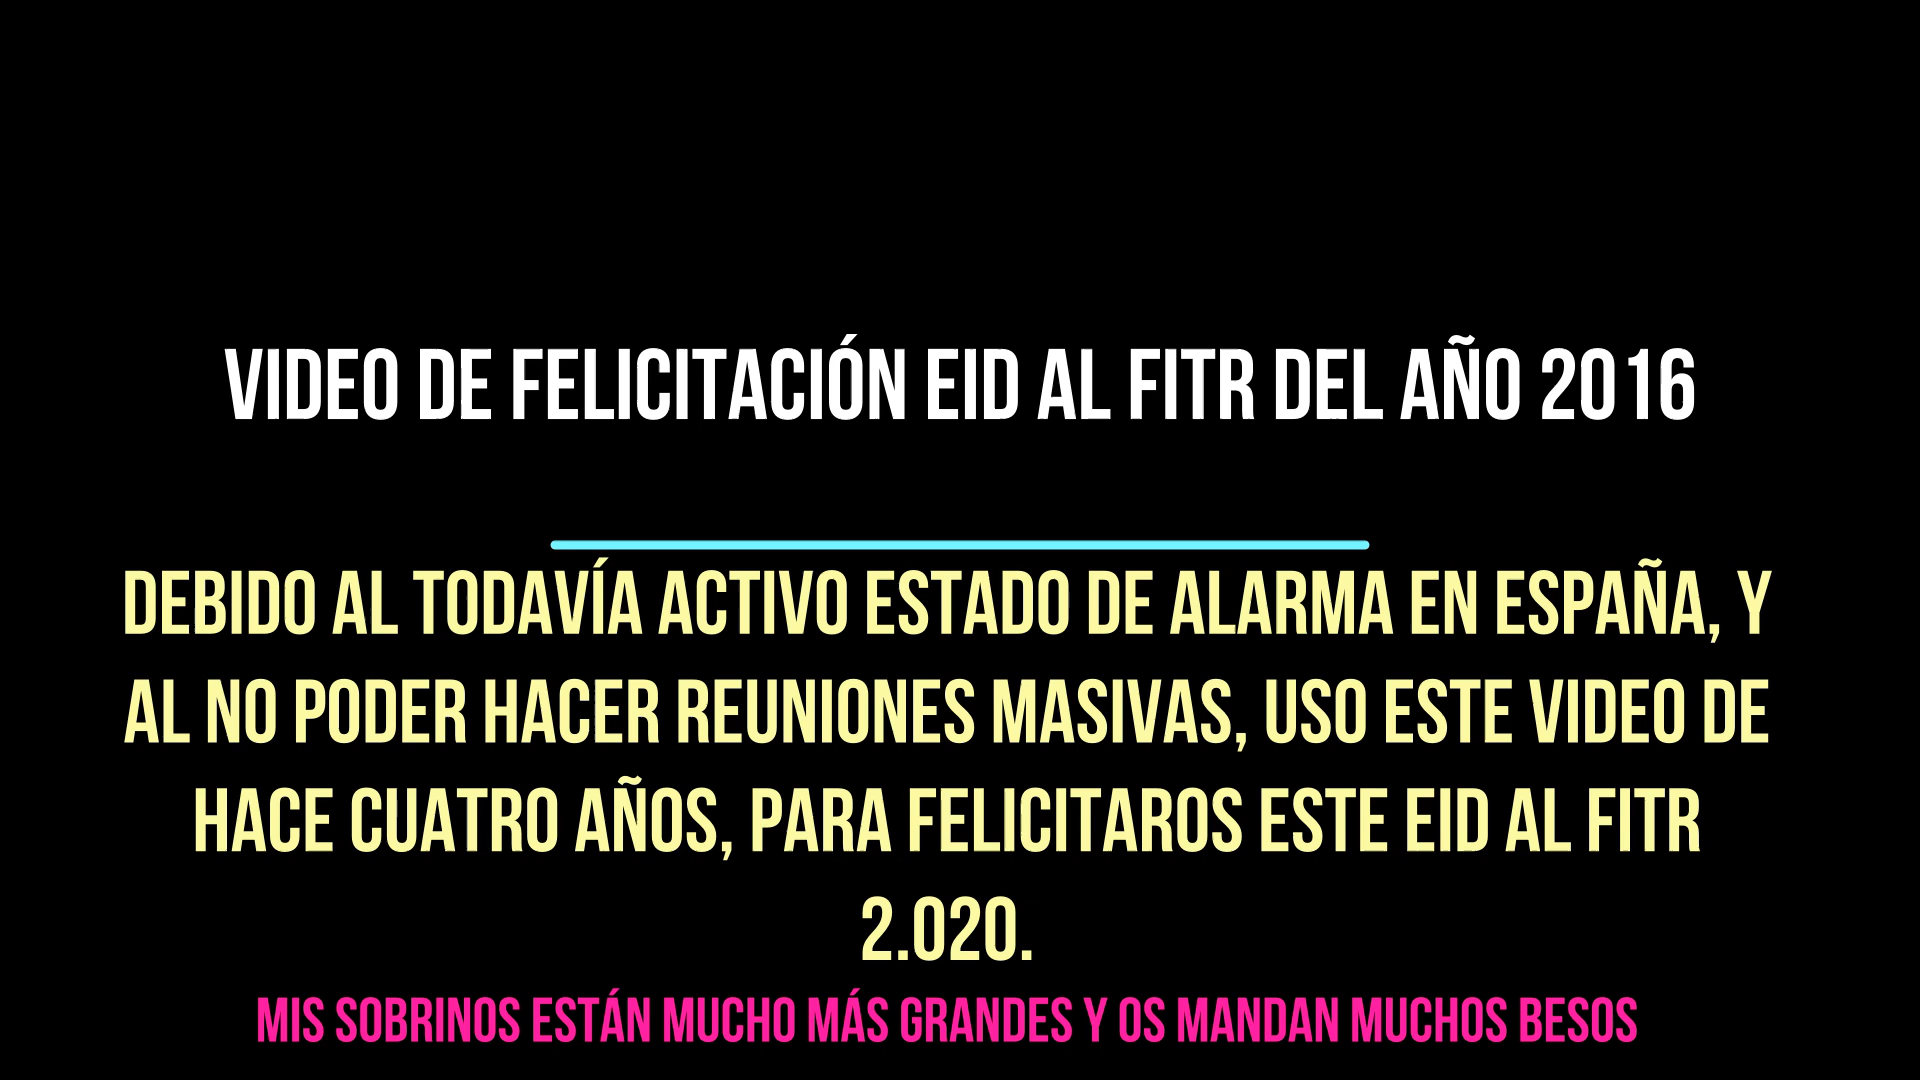 VIDEO DE FELICITACIÓN EID AL FITR DEL AÑO 2016
DEBIDO AL TODAVÍA ACTIVO ESTADO DE ALARMA EN ESPAÑA, Y
AL NO PODER HACER REUNIONES MASIVAS, USO ESTE VIDEO DE
HACE CUATRO AÑOS, PARA FELICITAROS ESTE EID AL FITR
2.020.
MIS SOBRINOS ESTÁN MUCHO MÁS GRANDES Y OS MANDAN MUCHOS BESOS